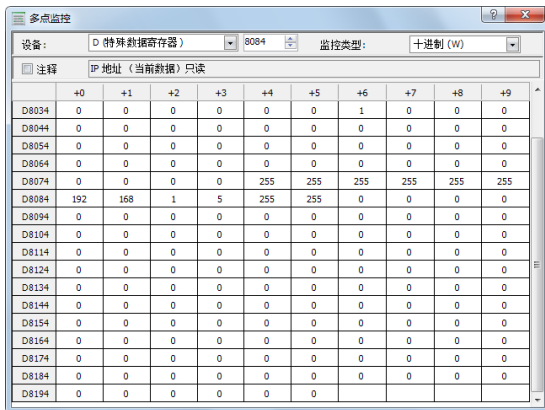 多点监控
设备: D (特殊数据寄存器) 8084 监控类型: 十进制 (W)
注释 IP 地址 (当前数据) 只读
+0 +1 +2 +3 +4 +5 +6 +7 +8 +9
D8034 0 0 0 0 0 0 1 0 0 0
D8044 0 0 0 0 0 0 0 0 0 0
D8054 0 0 0 0 0 0 0 0 0 0
D8064 0 0 0 0 0 0 0 0 0 0
D8074 0 0 0 0 255 255 255 255 255 255
D8084 192 168 1 5 255 255 0 0 0 0
D8094 0 0 0 0 0 0 0 0 0 0
D8104 0 0 0 0 0 0 0 0 0 0
D8114 0 0 0 0 0 0 0 0 0 0
D8124 0 0 0 0 0 0 0 0 0 0
D8134 0 0 0 0 0 0 0 0 0 0
D8144 0 0 0 0 0 0 0 0 0 0
D8154 0 0 0 0 0 0 0 0 0 0
D8164 0 0 0 0 0 0 0 0 0 0
D8174 0 0 0 0 0 0 0 0 0 0
D8184 0 0 0 0 0 0 0 0 0 0
D8194 0 0 0 0 0 0